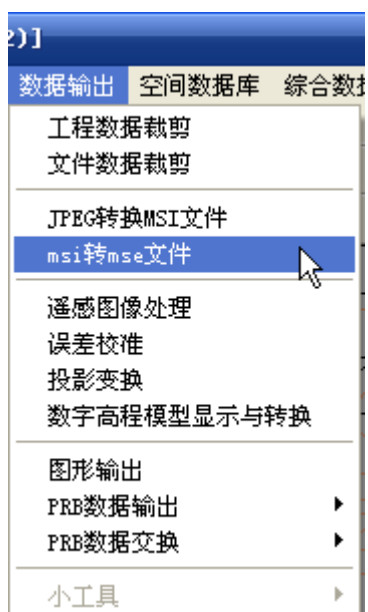 2)]
数据输出 空间数据库 综合数
工程数据裁剪
文件数据裁剪
JPEG转换MSI文件
msi转mse文件
遥感图像处理
误差校准
投影变换
数字高程模型显示与转换
图形输出
PRB数据输出
PRB数据交换
小工具